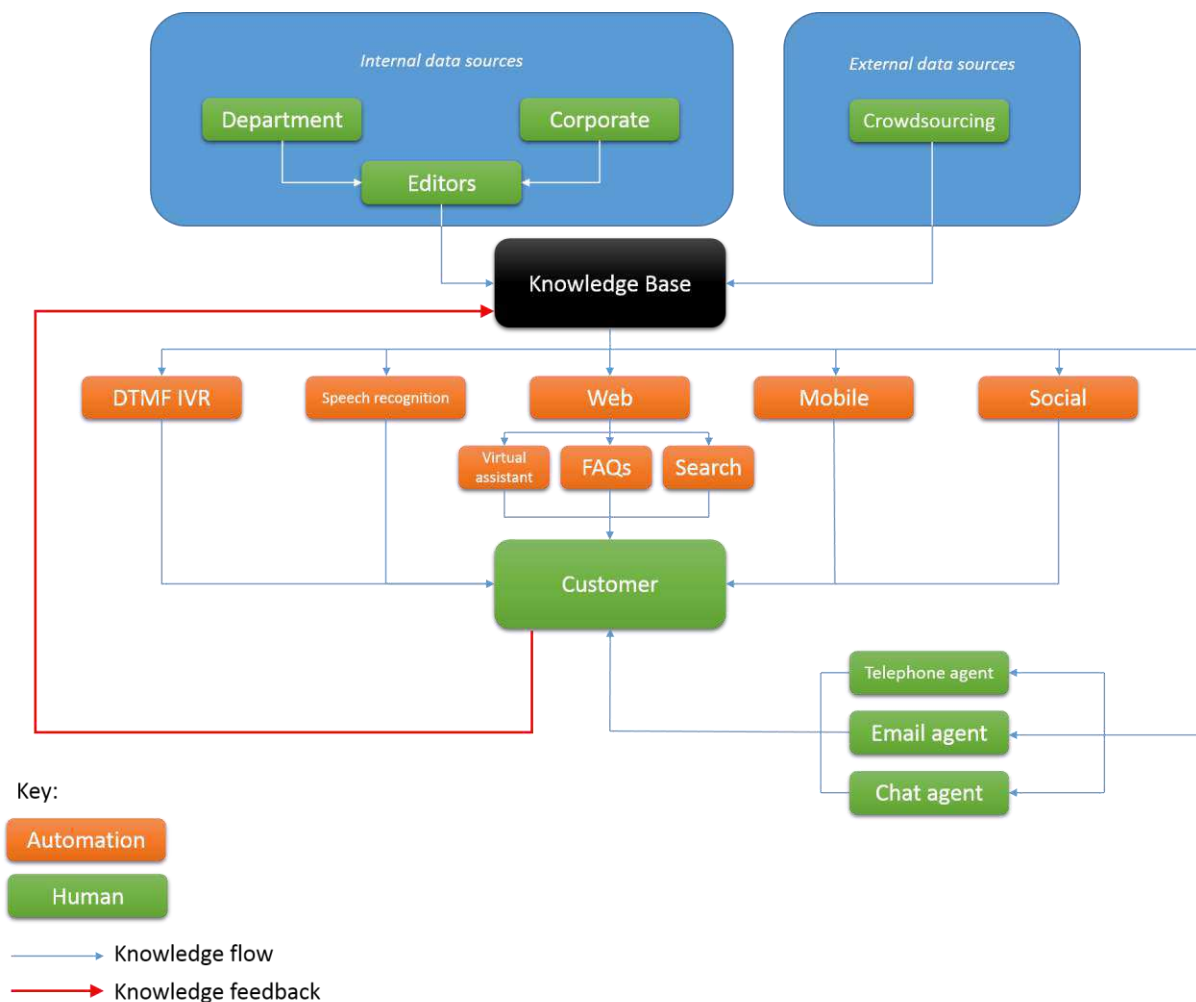 Internal data sources
External data sources
Department
Corporate
Crowdsourcing
Editors
Knowledge Base
DTMF IVR
Speech recognition
Web
Mobile
Social
Virtual
assistant
FAQs
Search
Customer
Telephone agent
Email agent
Chat agent
Key:
Automation
Human
Knowledge flow
Knowledge feedback